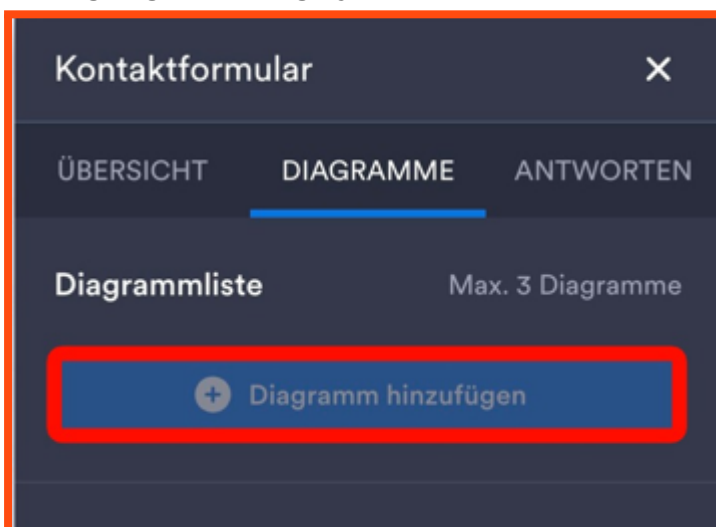 Kontaktformular
ÜBERSICHT DIAGRAMME ANTWORTEN
Diagrammliste Max. 3 Diagramme
Diagramm hinzufügen